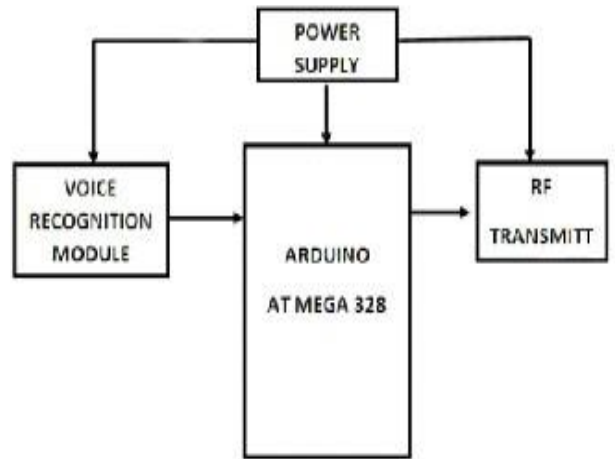 POWER
SUPPLY
VOICE
RECOGNITION
MODULE
ARDUINO
AT MEGA 328
RF
TRANSMITT